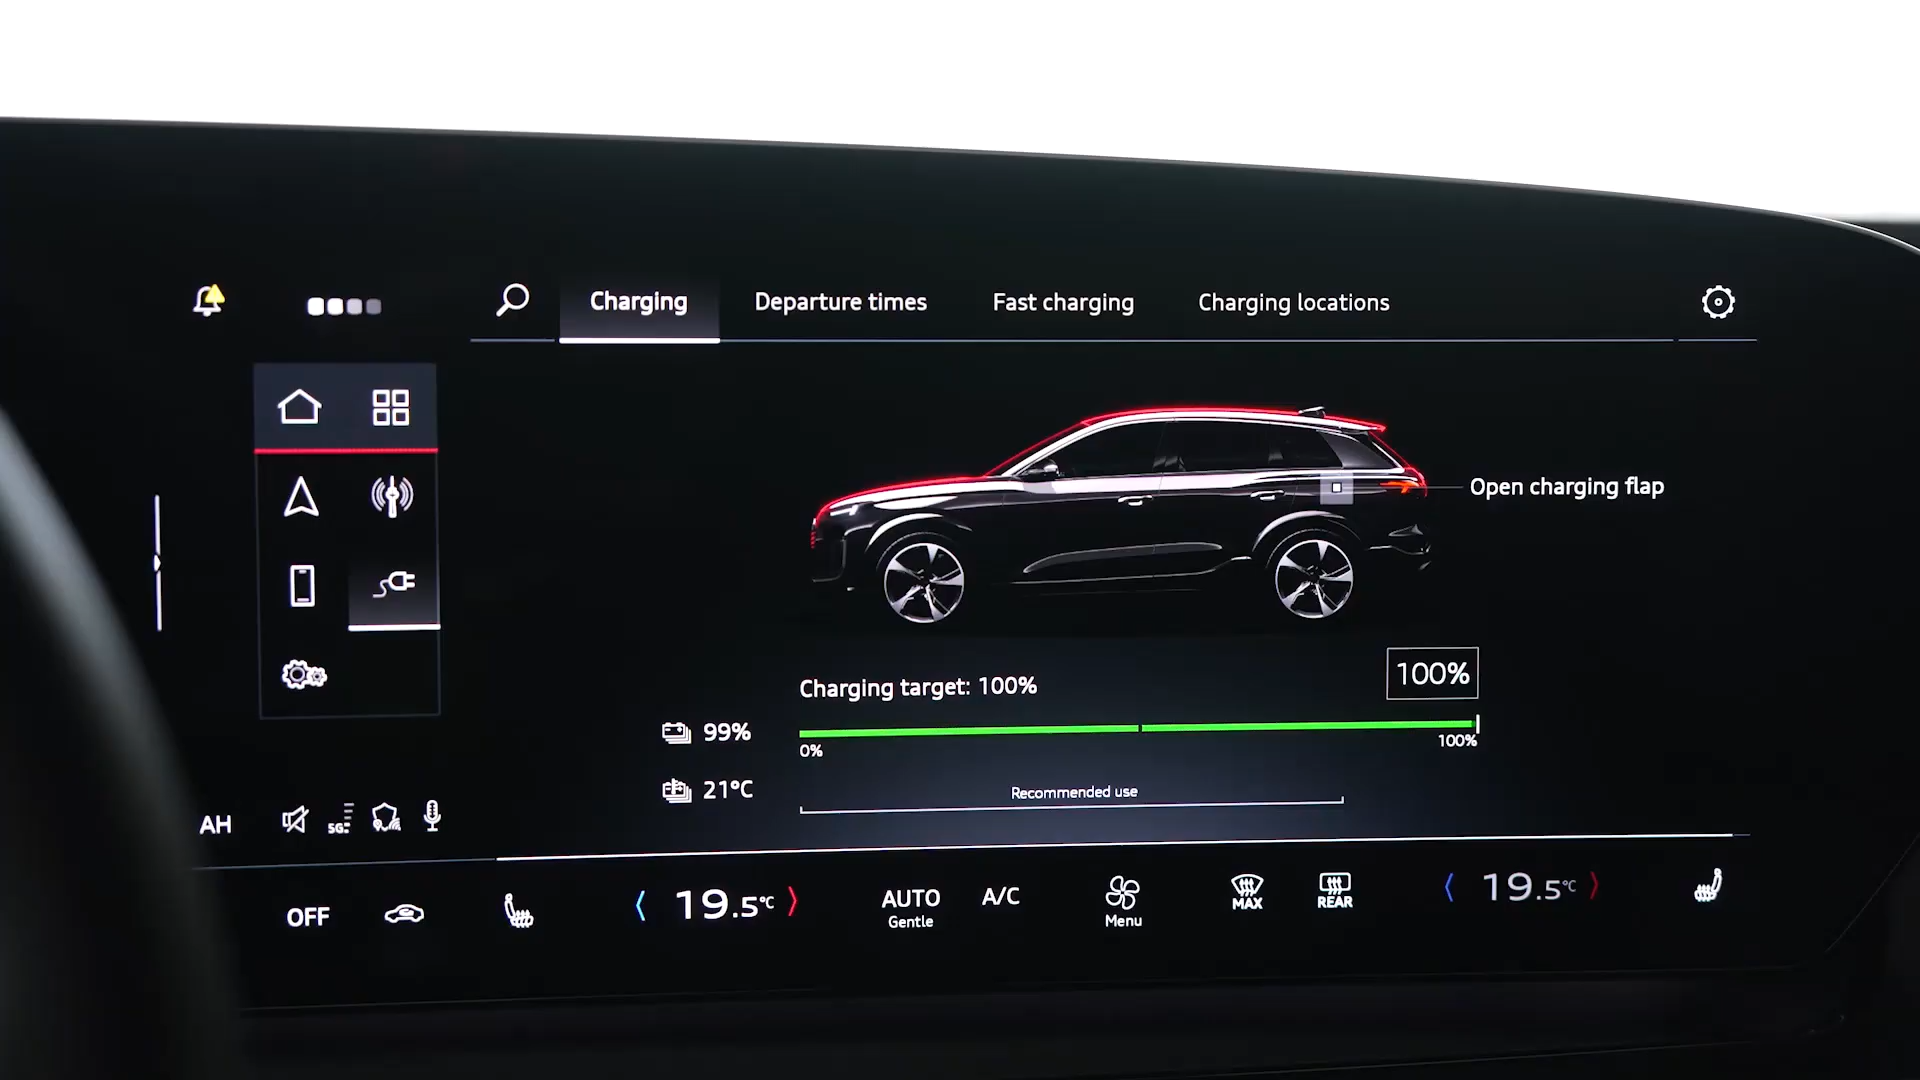 Charging
Departure times
Fast charging
Charging locations
Open charging flap
Charging target: 100%
100%
99%
0%
100%
21°C
Recommended use
AH
5G
OFF
19.5°C
AUTO
Gentle
A/C
Menu
MAX
REAR
19.5°C